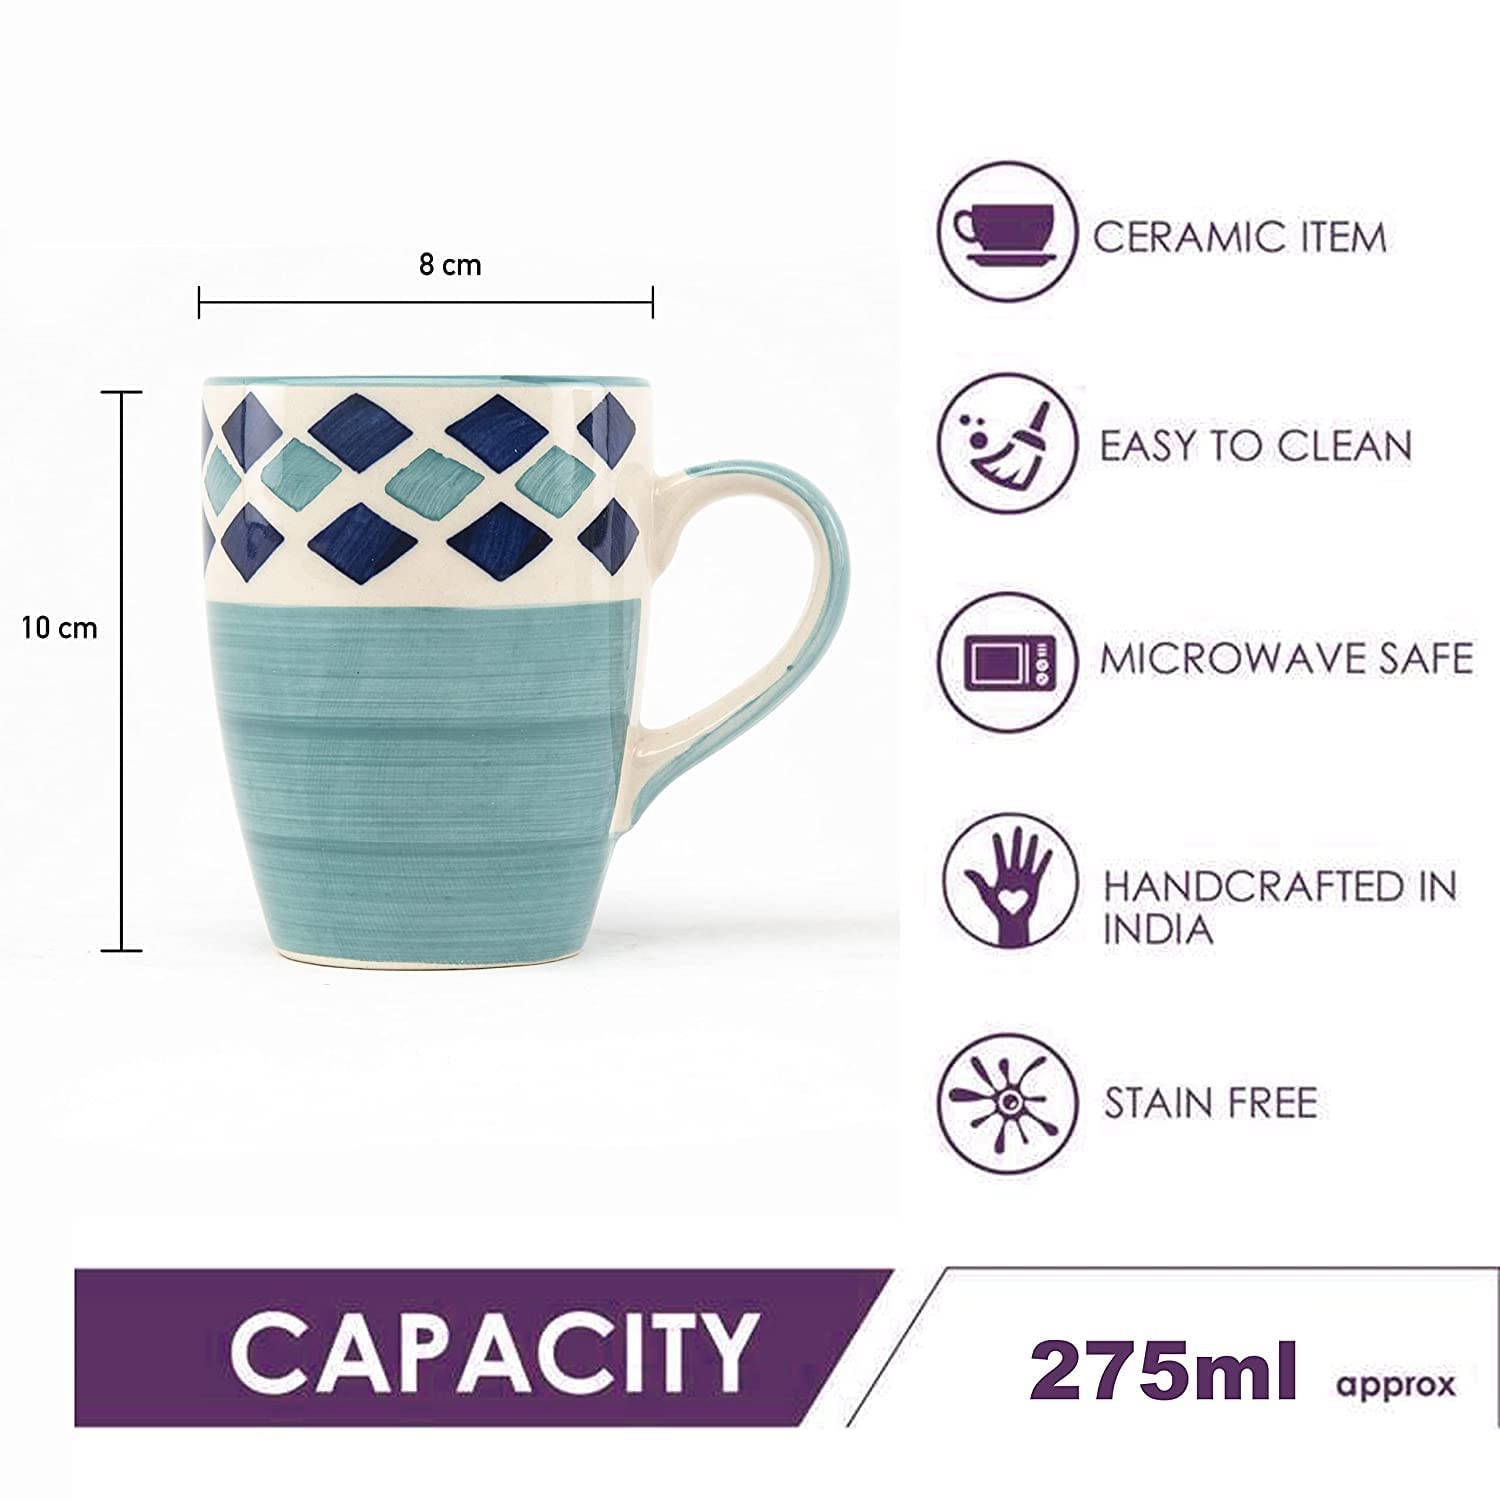 8 cm
10 cm
CERAMIC ITEM
EASY TO CLEAN
MICROWAVE SAFE
HANDCRAFTED IN
INDIA
STAIN FREE
CAPACITY
275ml approx